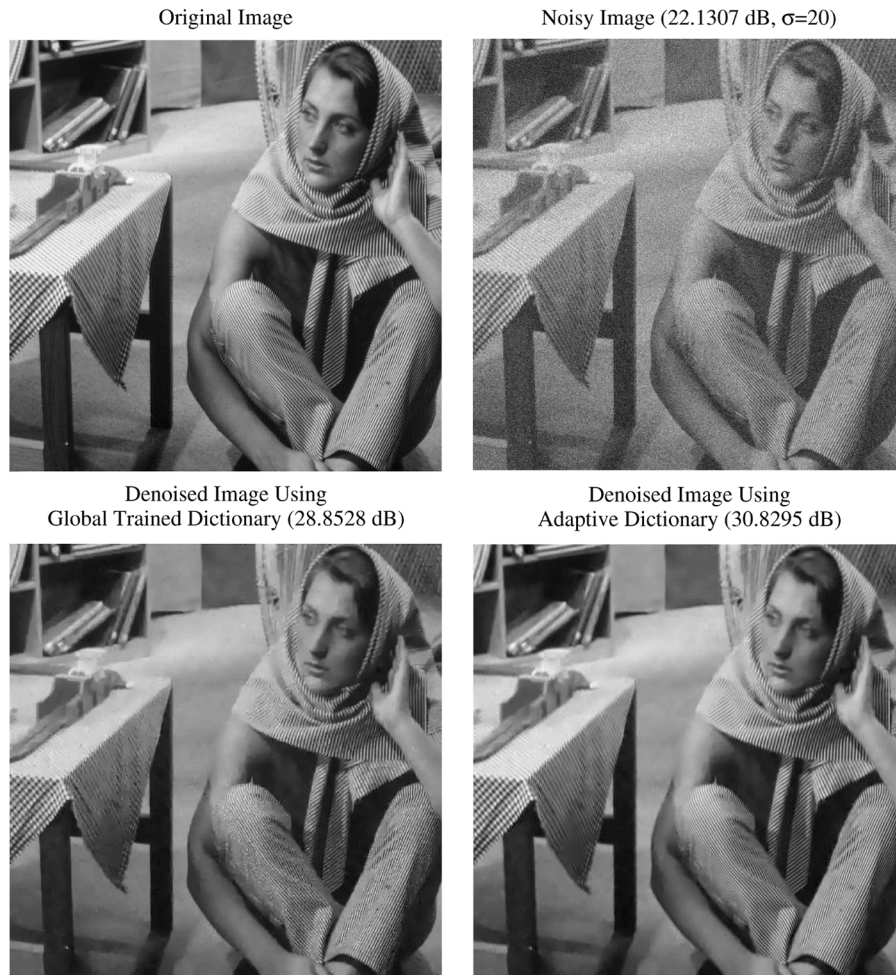 Original Image
Noisy Image (22.1307 dB, σ=20)
Denoised Image Using
Global Trained Dictionary (28.8528 dB)
Denoised Image Using
Adaptive Dictionary (30.8295 dB)